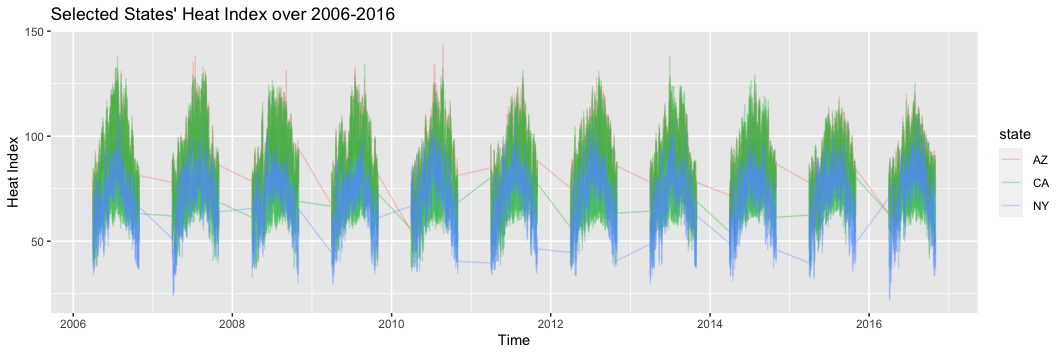 Selected States' Heat Index over 2006-2016
150
100
50
Heat Index
2006
2008
2010
2012
2014
2016
Time
state
AZ
CA
NY